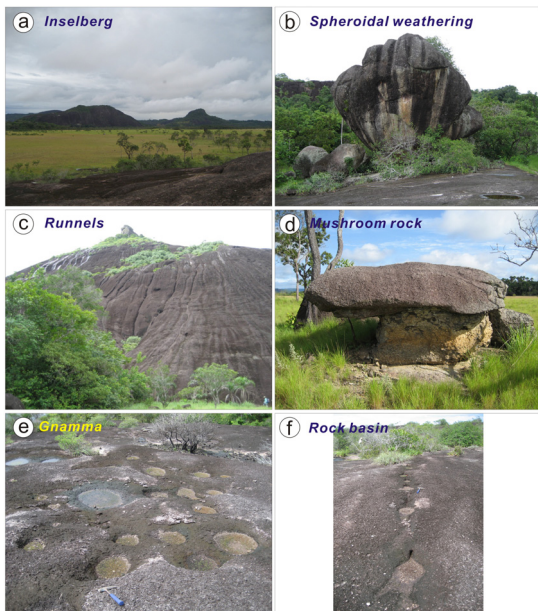 a Inselberg
b Spheroidal weathering
c Runnels
d Mushroom rock
e Gnamma
f Rock basin